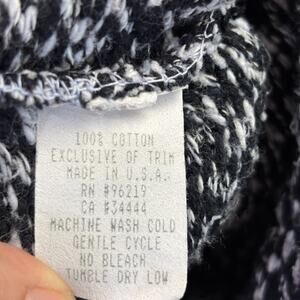 100% COTTON
EXCLUSIVE OF TRIM
MADE IN U.S.A.
RN #96219
CA #34444
MACHINE WASH COLD
GENTLE CYCLE
NO BLEACH
TUMBLE DRY LOW